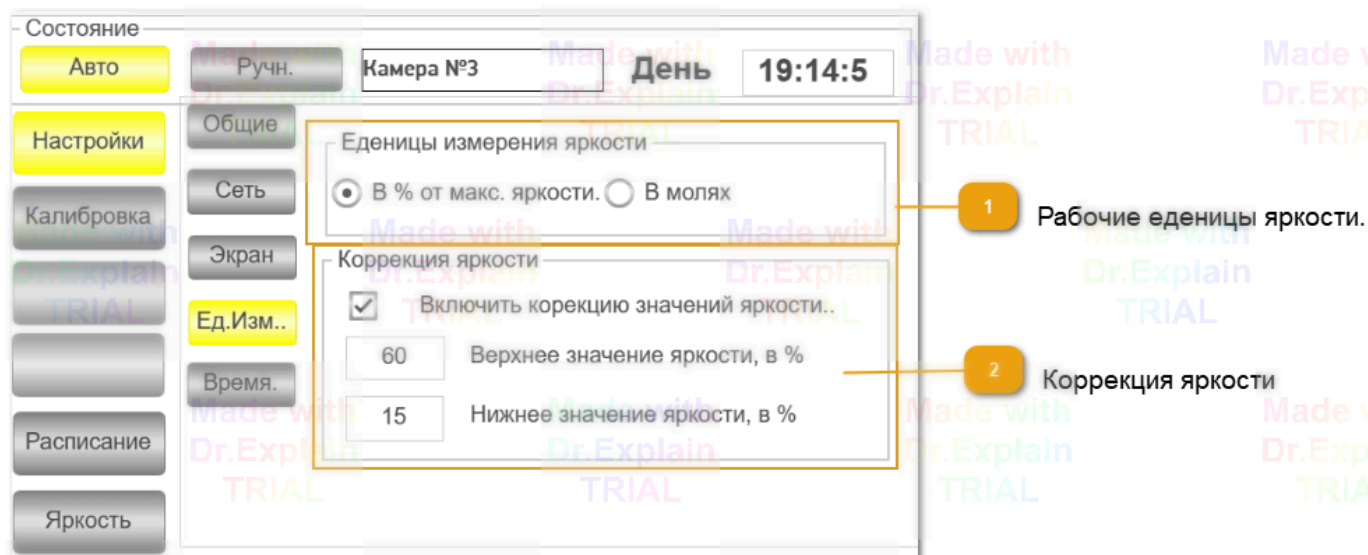 Состояние
Авто
Ручн.
Камера №3
День
19:14:5
Настройки
Калибровка
Расписание
Яркость
Общие
Сеть
Экран
Ед.Изм..
Время.
Еденицы измерения яркости
В % от макс. яркости.
В молях
Коррекция яркости
Включить корекцию значений яркости..
60
Верхнее значение яркости, в %
15
Нижнее значение яркости, в %
1
Рабочие еденицы яркости.
2
Коррекция яркости
Made with
Dr.Explain
TRIAL